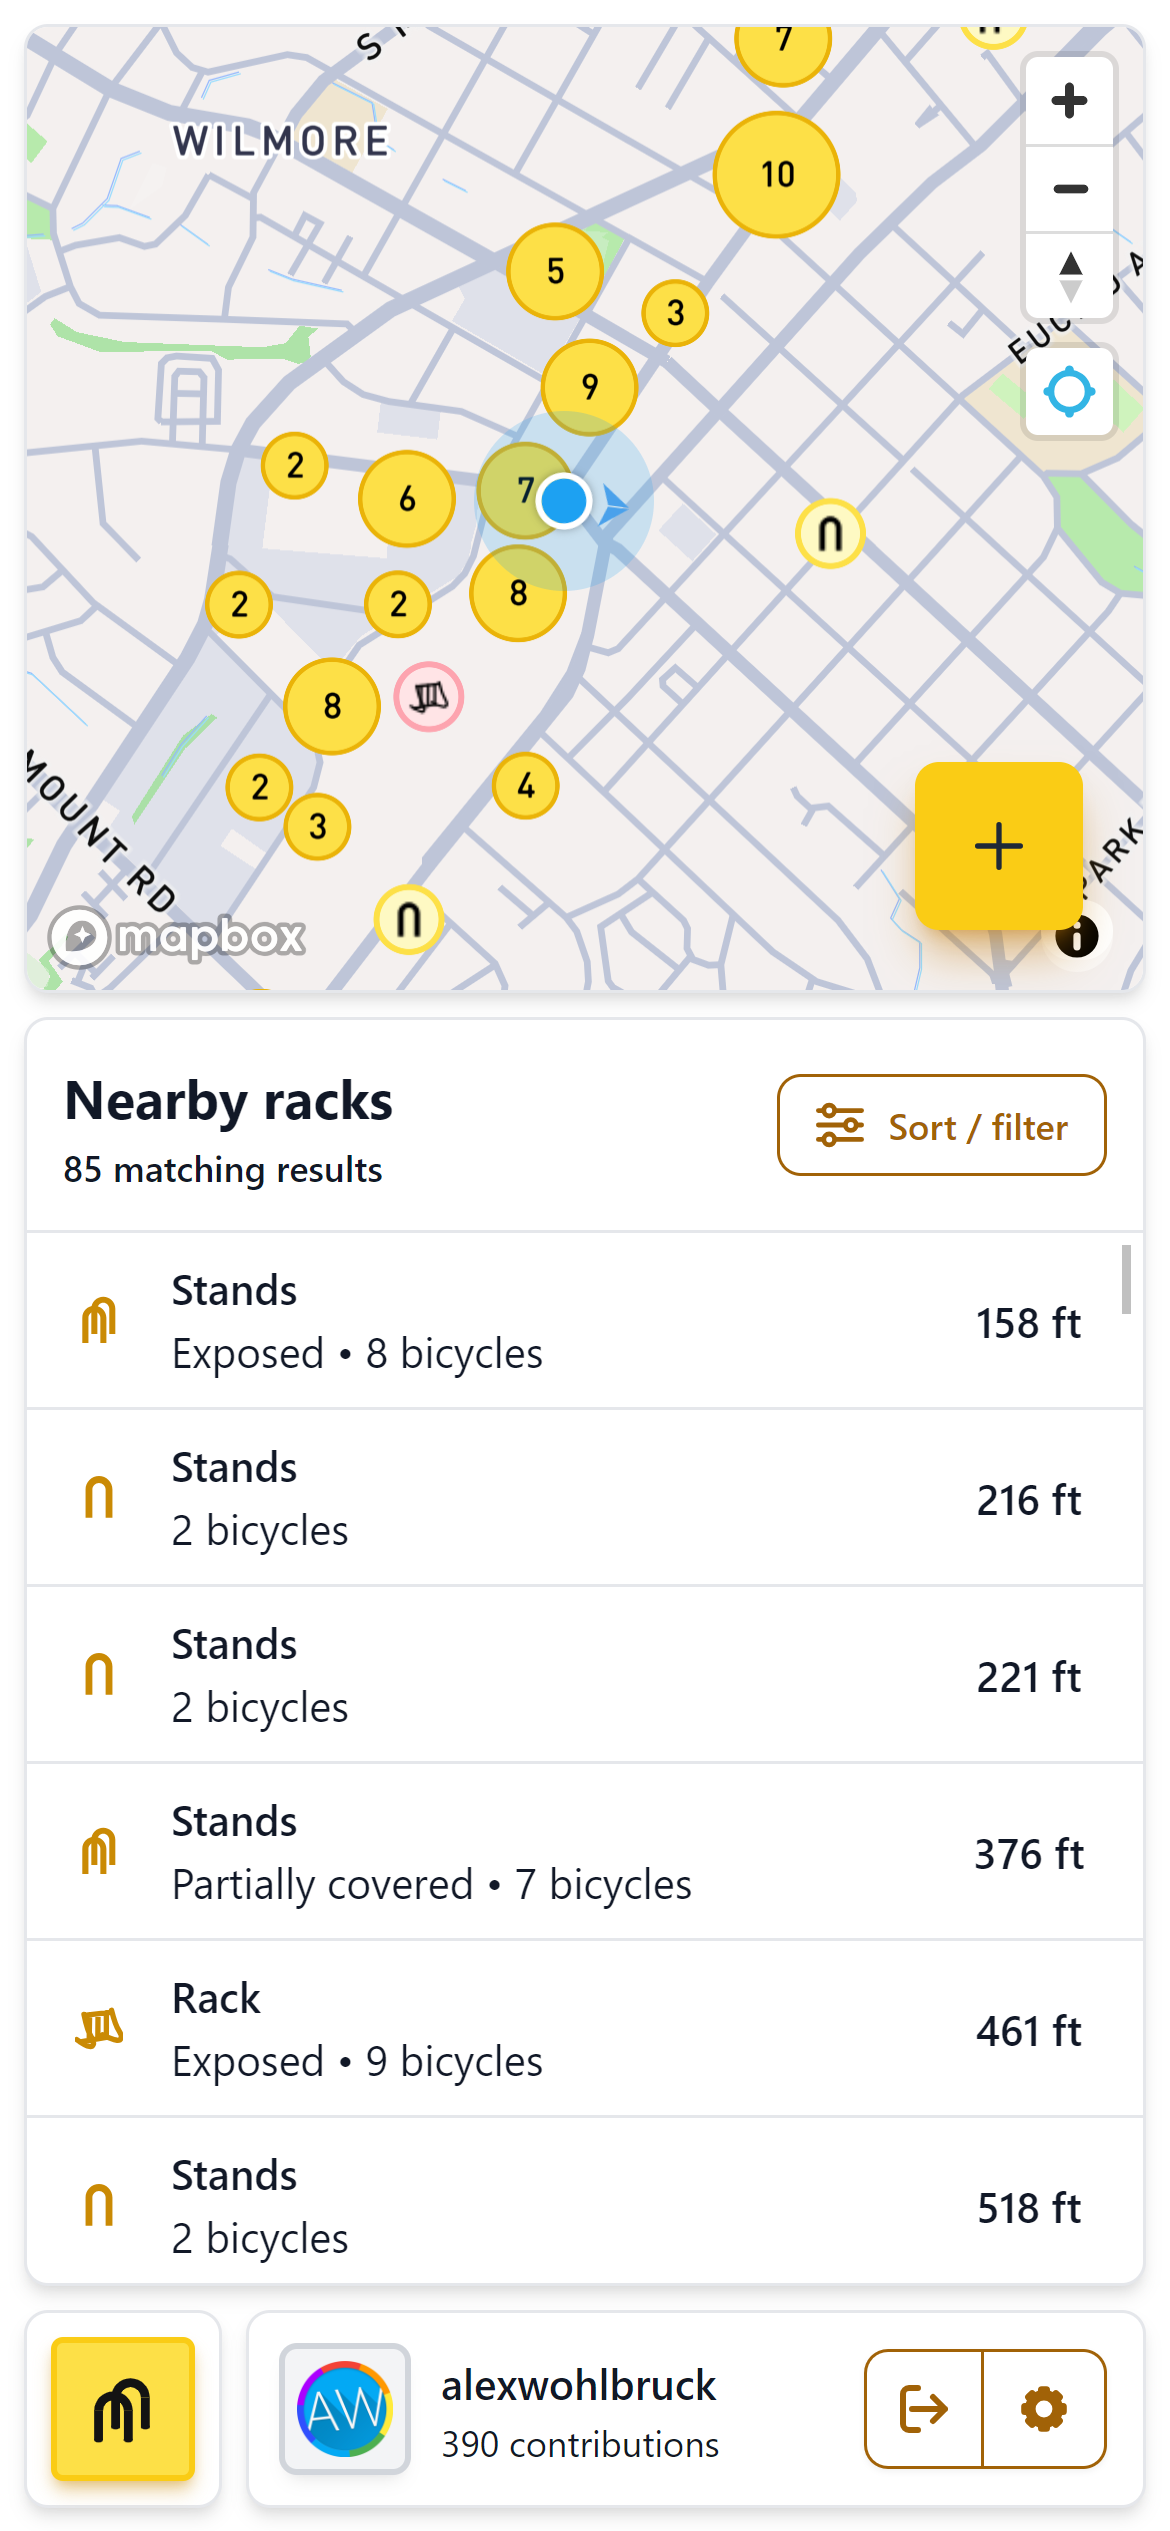 7
WILMORE
10
5
3
9
2
6
7
2
2
8
8
2
3
4
MOUNT RD
PARK
mapbox
Nearby racks
85 matching results
Sort / filter
Stands
Exposed • 8 bicycles
158 ft
Stands
2 bicycles
216 ft
Stands
2 bicycles
221 ft
Stands
Partially covered • 7 bicycles
376 ft
Rack
Exposed • 9 bicycles
461 ft
Stands
2 bicycles
518 ft
AW
alexwohlbruck
390 contributions